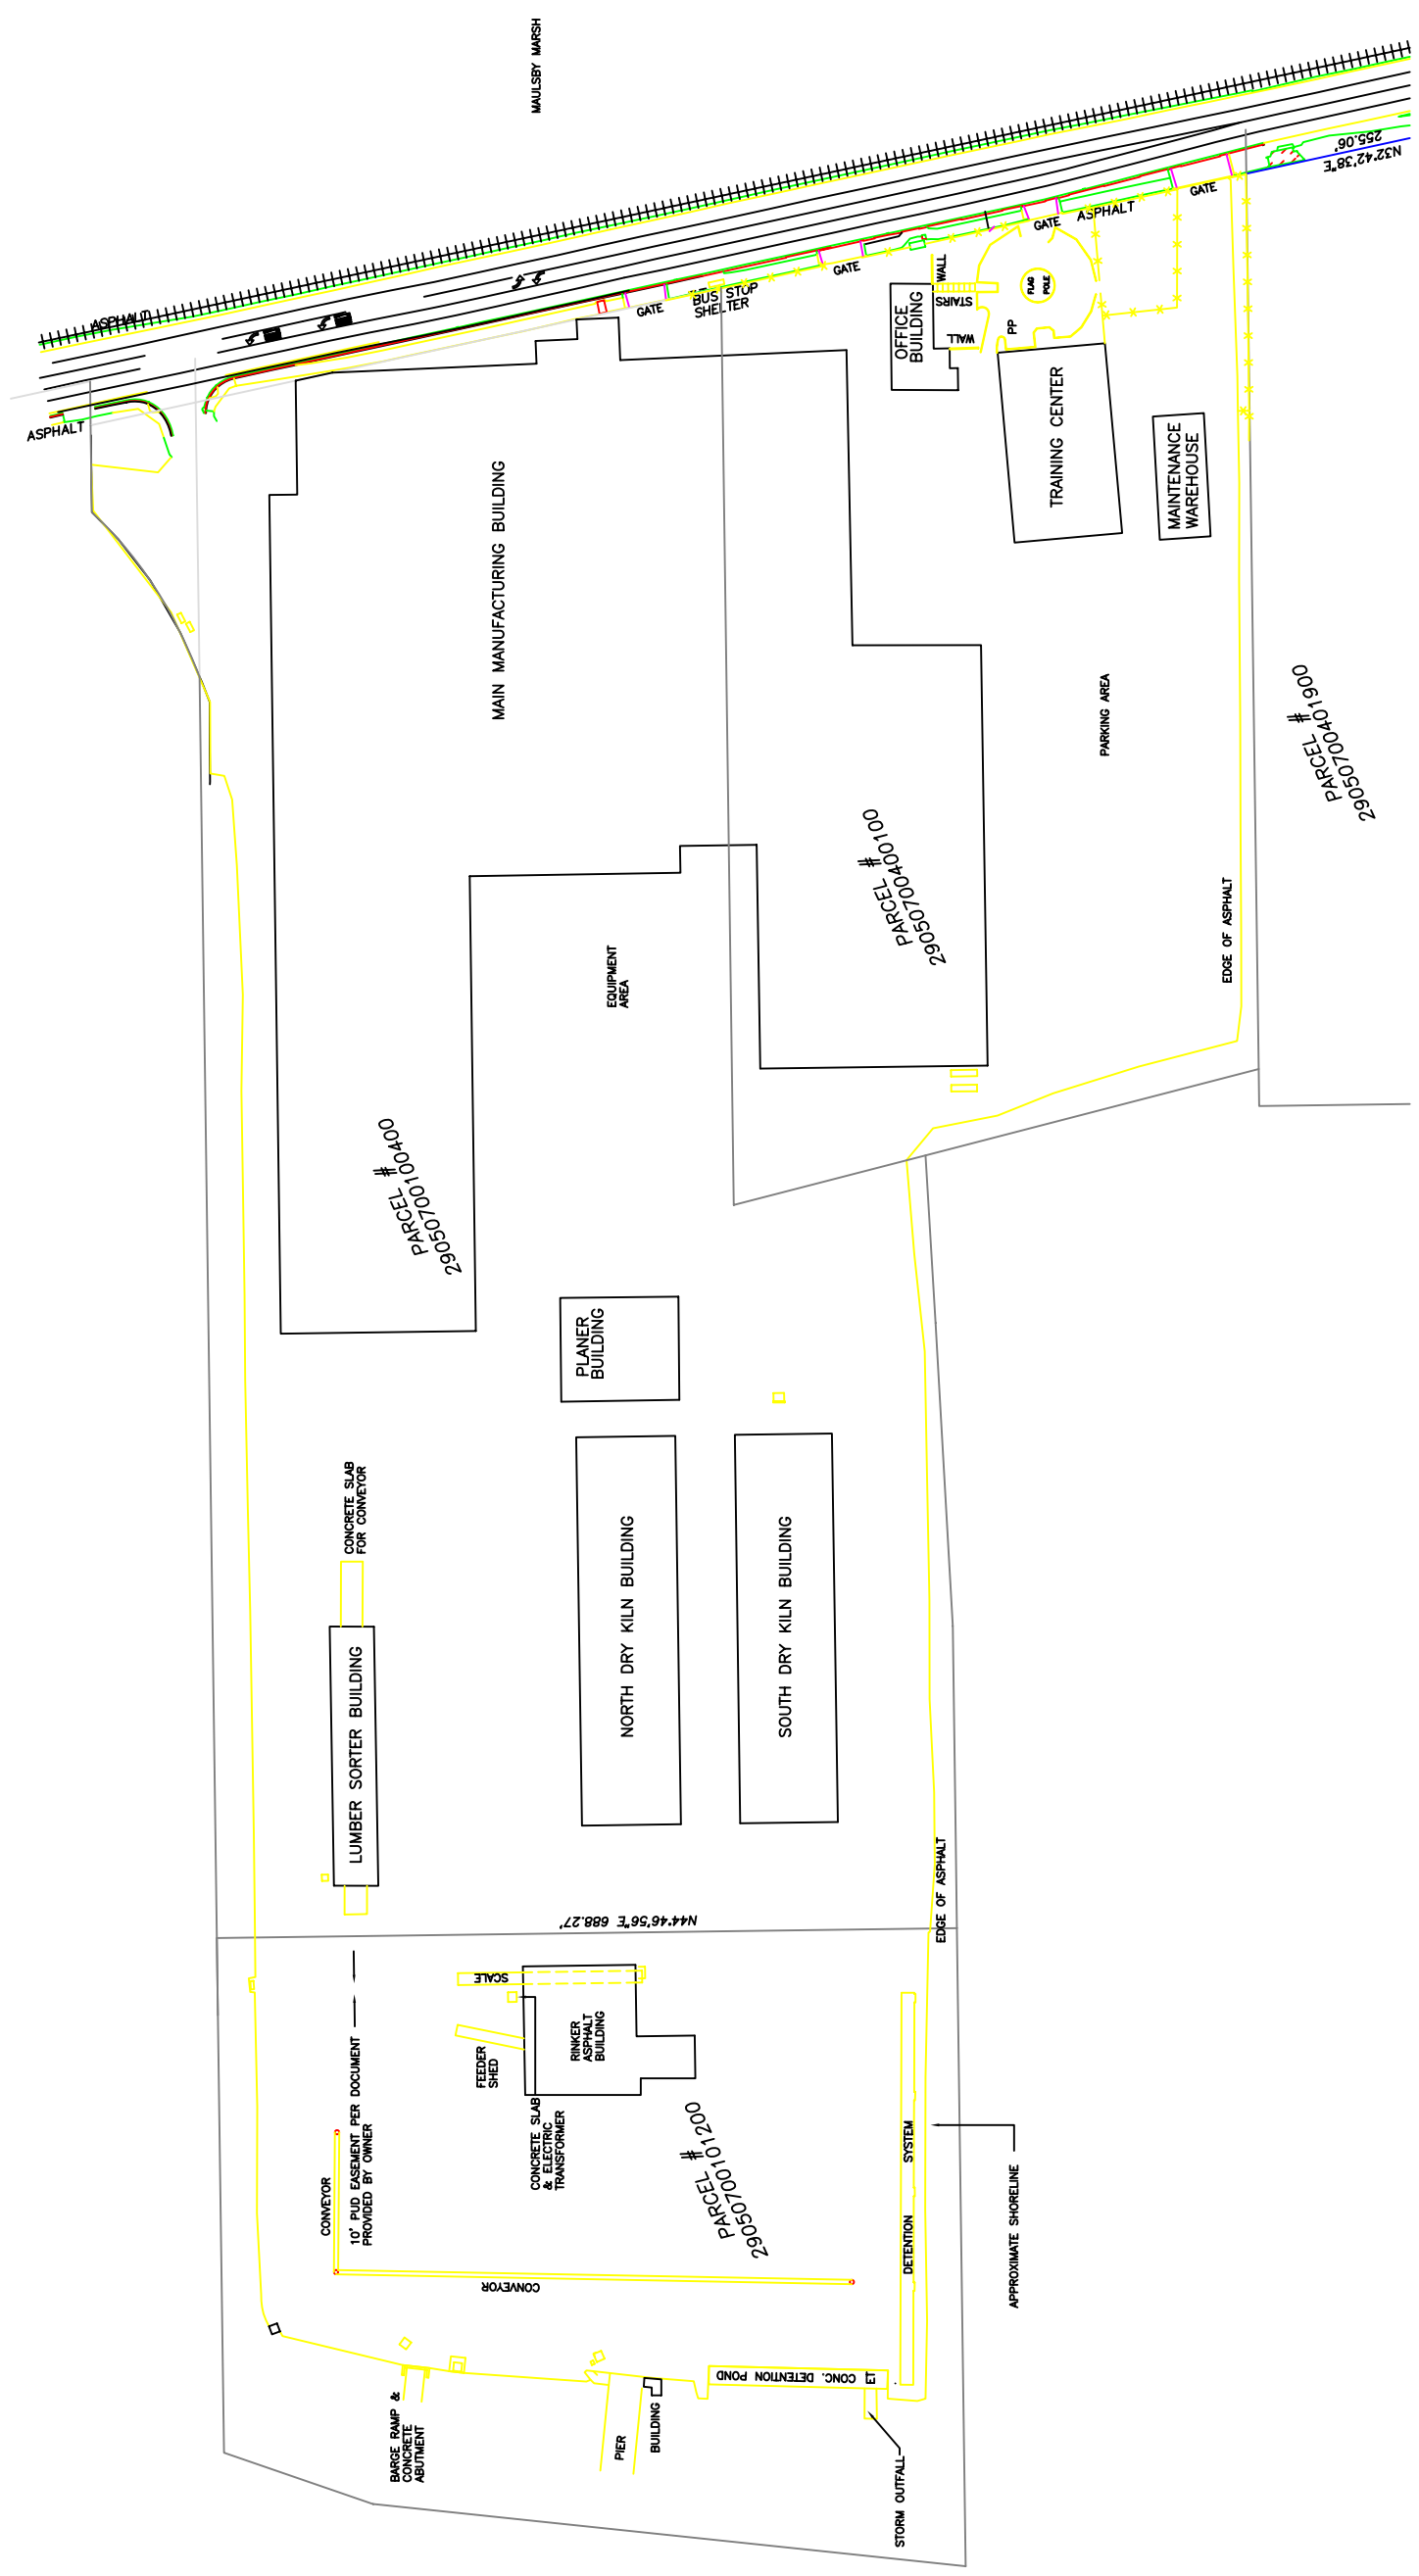 MAULSBY MARSH
ASPHALT
ASPHALT
N32°42'38"E
255.06'
GATE
ASPHALT
GATE
GATE
BUS STOP
SHELTER
GATE
WALL
STAIRS
WALL
OFFICE
BUILDING
FLAG
POLE
PP
TRAINING CENTER
MAINTENANCE
WAREHOUSE
MAIN MANUFACTURING BUILDING
PARKING AREA
PARCEL #
29050700401900
PARCEL #
29050700400100
EDGE OF ASPHALT
EQUIPMENT
AREA
PARCEL #
29050700100400
PLANER
BUILDING
CONCRETE SLAB
FOR CONVEYOR
LUMBER SORTER BUILDING
NORTH DRY KILN BUILDING
SOUTH DRY KILN BUILDING
EDGE OF ASPHALT
N44°46'56"E 688.27'
SCALE
RINKER
ASPHALT
BUILDING
FEEDER
SHED
CONCRETE SLAB
& ELECTRIC
TRANSFORMER
10' PUD EASEMENT PER DOCUMENT
PROVIDED BY OWNER
CONVEYOR
CONVEYOR
PARCEL #
29050700101200
DETENTION SYSTEM
APPROXIMATE SHORELINE
CONC. DETENTION POND
ET
BARGE RAMP &
CONCRETE
ABUTMENT
PIER
BUILDING
STORM OUTFALL